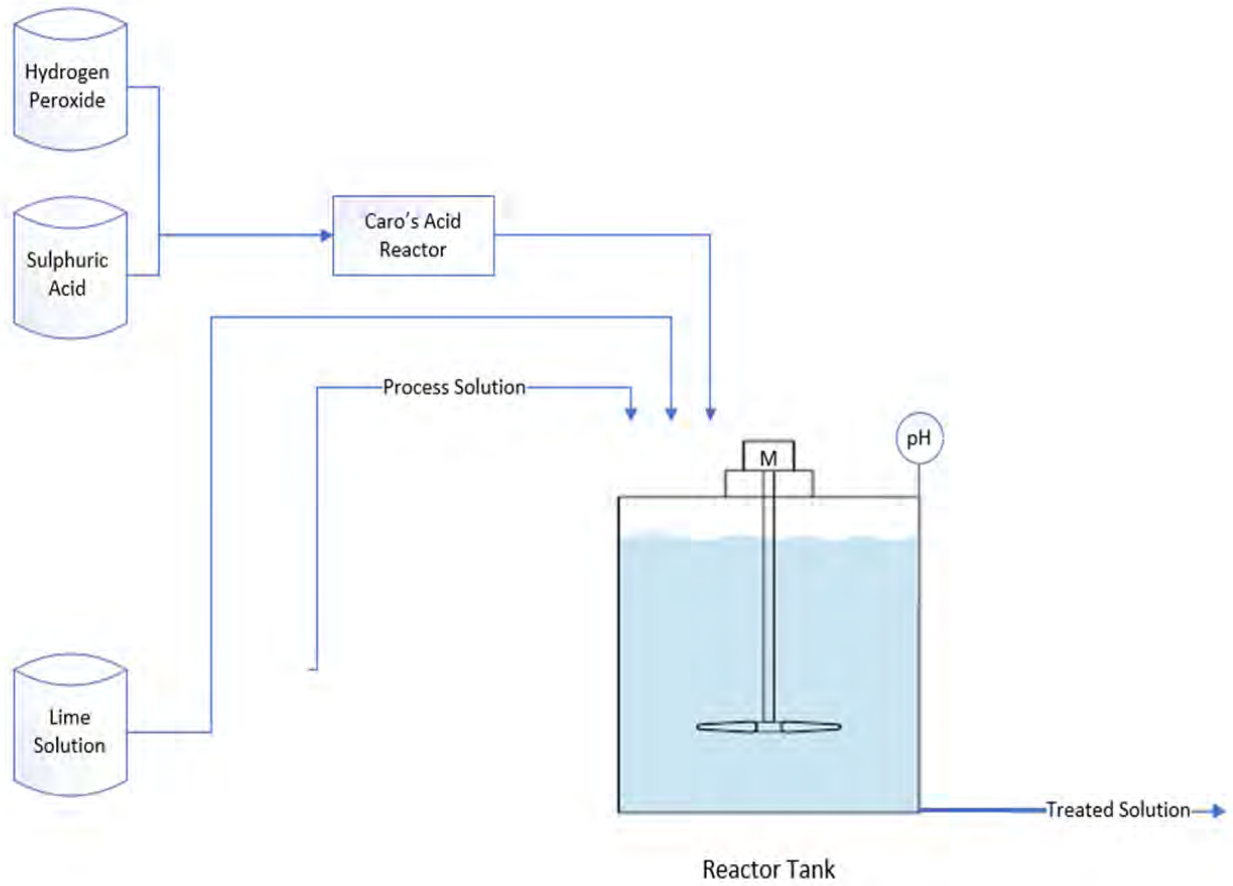 Hydrogen
Peroxide
Sulphuric
Acid
Caro's Acid
Reactor
Process Solution
pH
M
Lime
Solution
Treated Solution
Reactor Tank